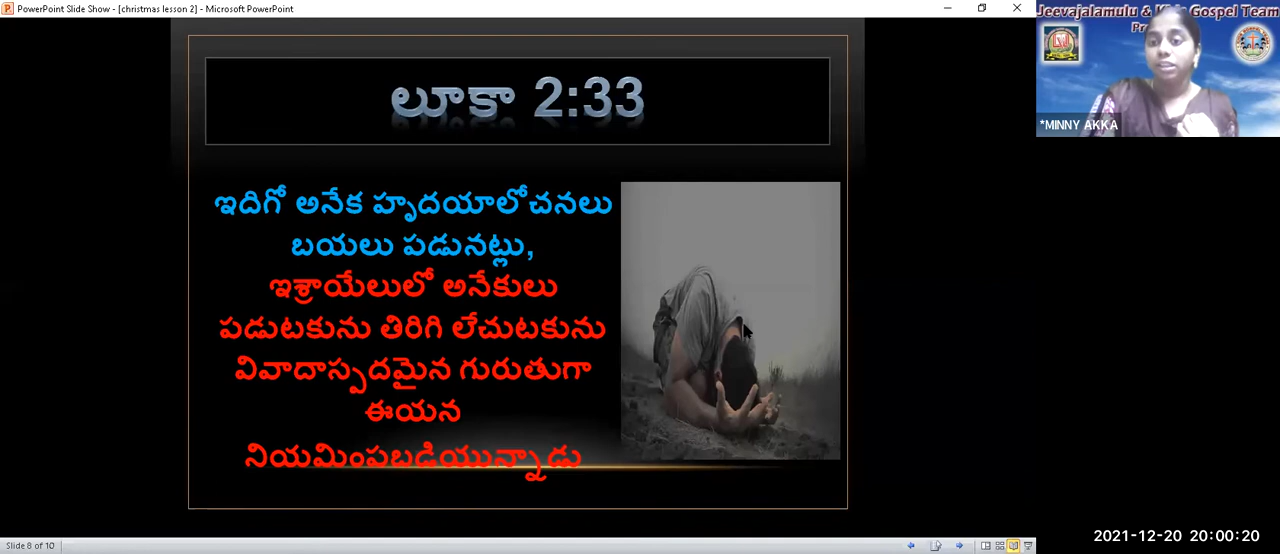 PowerPoint Slide Show - [christmas lesson 2] - Microsoft PowerPoint
Jeevajalamulu & Kids Gospel Team
లూకా 2:33
*MINNY AKKA
ఇదిగో అనేక హృదయాలోచనలు
బయలు పడునట్లు,
ఇశ్రాయేలులో అనేకులు
పడుటకును తిరిగి లేచుటకును
వివాదాస్పదమైన గురుతుగా
ఈయన
నియమింపబడియున్నాడు
2021-12-20 20:00:20
Slide 8 of 10